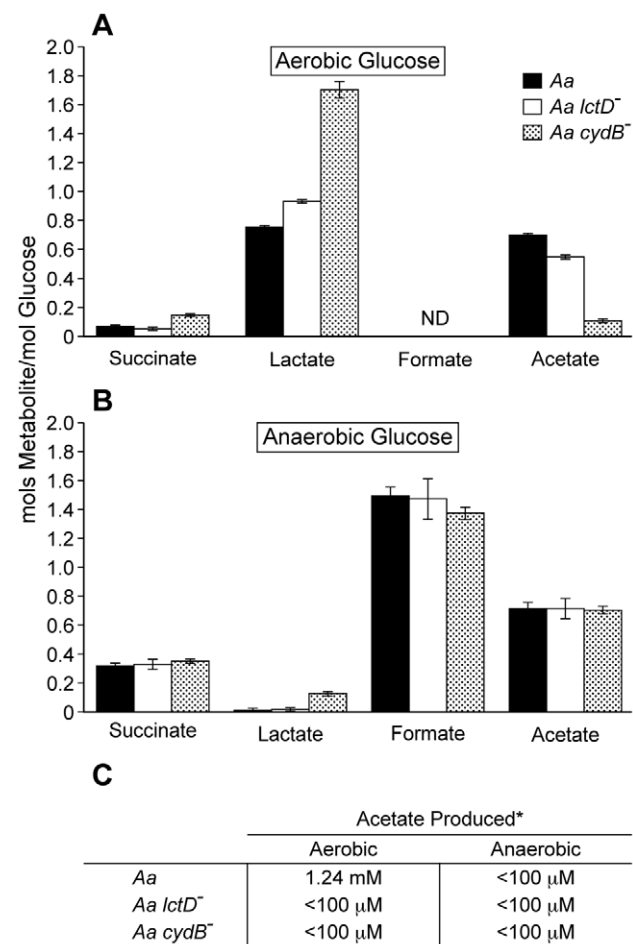 A
Aerobic Glucose
2.0
1.8
1.6
1.4
1.2
1.0
0.8
0.6
0.4
0.2
0
Aa
Aa lctD⁻
Aa cydB⁻
ND
Succinate Lactate Formate Acetate
mols Metabolite/mol Glucose
B
Anaerobic Glucose
2.0
1.8
1.6
1.4
1.2
1.0
0.8
0.6
0.4
0.2
0
Succinate Lactate Formate Acetate
C
Acetate Produced*
Aerobic Anaerobic
Aa 1.24 mM <100 μM
Aa lctD⁻ <100 μM <100 μM
Aa cydB⁻ <100 μM <100 μM